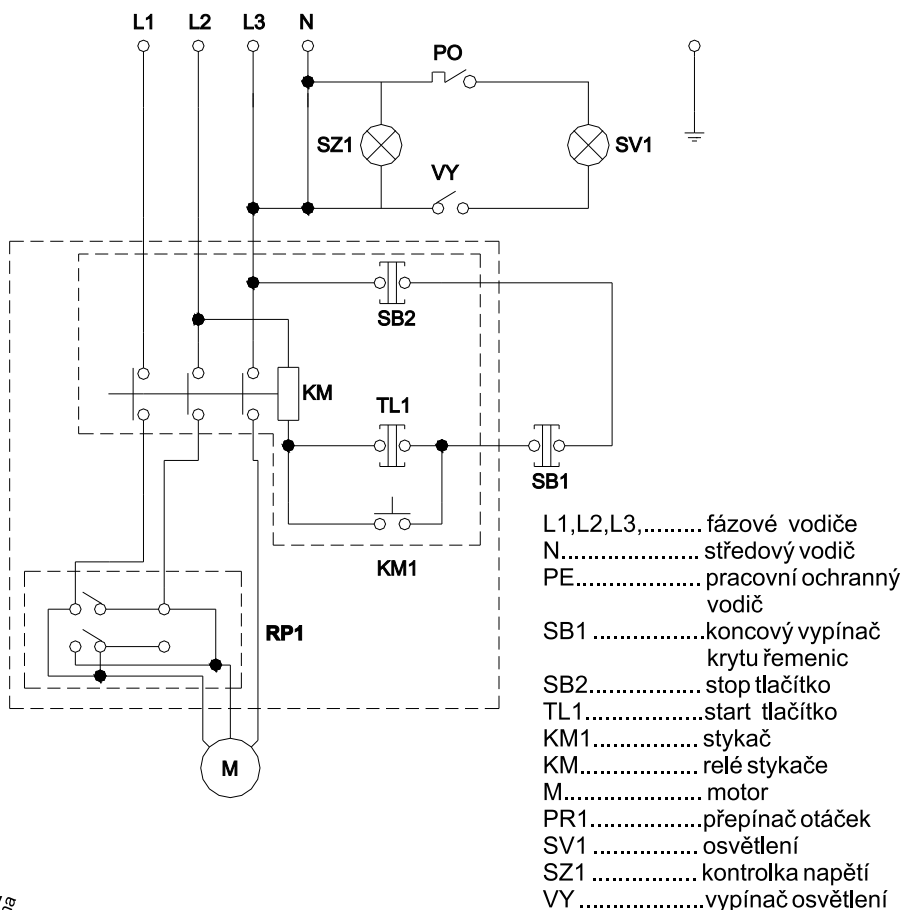 L1 L2 L3 N
PO
SZ1
SV1
VY
SB2
KM
TL1
SB1
KM1
RP1
M
L1,L2,L3,......... fázové vodiče
N..................... středový vodič
PE.................... pracovní ochranný
vodič
SB1 .................koncový vypínač
krytu řemenic
SB2.................. stop tlačítko
TL1.................. start tlačítko
KM1................ stykač
KM.................. relé stykače
M..................... motor
PR1.................přepínač otáček
SV1 ................ osvětlení
SZ1 ................ kontrolka napětí
VY ..................vypínač osvětlení